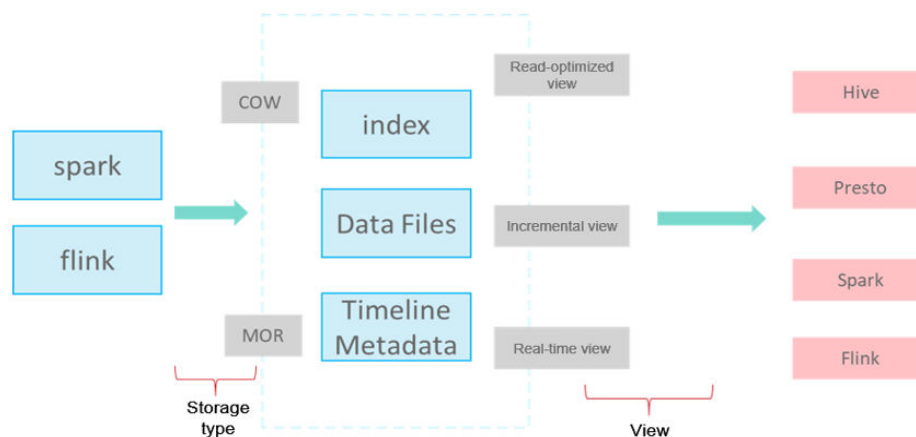 spark
flink
Storage
type
COW
MOR
index
Data Files
Timeline
Metadata
Read-optimized
view
Incremental view
Real-time view
View
Hive
Presto
Spark
Flink